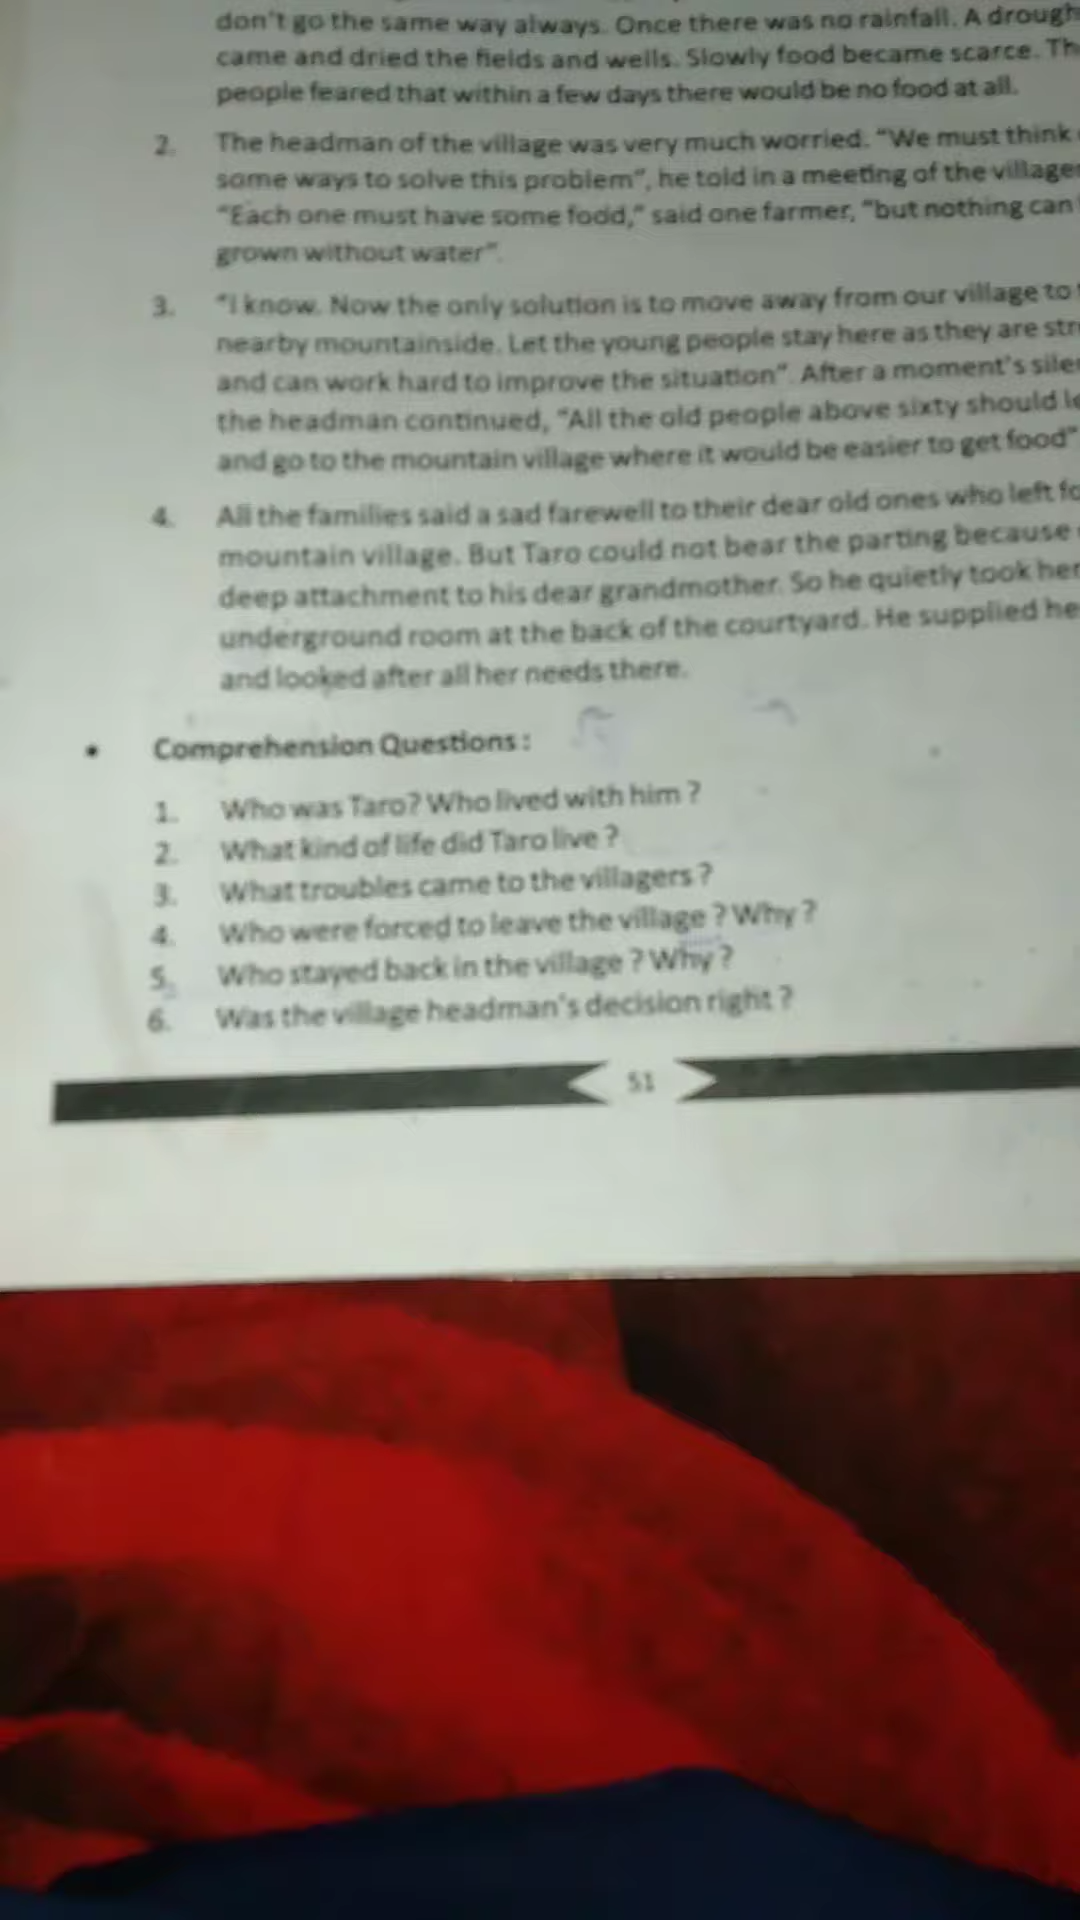 don't go the same way always. Once there was no rainfall. A drough
came and dried the fields and wells. Slowly food became scarce. Th
people feared that within a few days there would be no food at all.
2. The headman of the village was very much worried. "We must think
some ways to solve this problem", he told in a meeting of the village
"Each one must have some fodd," said one farmer, "but nothing can
grown without water".
3. "I know. Now the only solution is to move away from our village to
nearby mountainside. Let the young people stay here as they are str
and can work hard to improve the situation". After a moment's sile
the headman continued, "All the old people above sixty should le
and go to the mountain village where it would be easier to get food"
4. All the families said a sad farewell to their dear old ones who left fo
mountain village. But Taro could not bear the parting because
deep attachment to his dear grandmother. So he quietly took her
underground room at the back of the courtyard. He supplied he
and looked after all her needs there.
• Comprehension Questions :
1. Who was Taro? Who lived with him ?
2. What kind of life did Taro live ?
3. What troubles came to the villagers ?
4. Who were forced to leave the village ? Why ?
5. Who stayed back in the village ? Why ?
6. Was the village headman's decision right ?
51